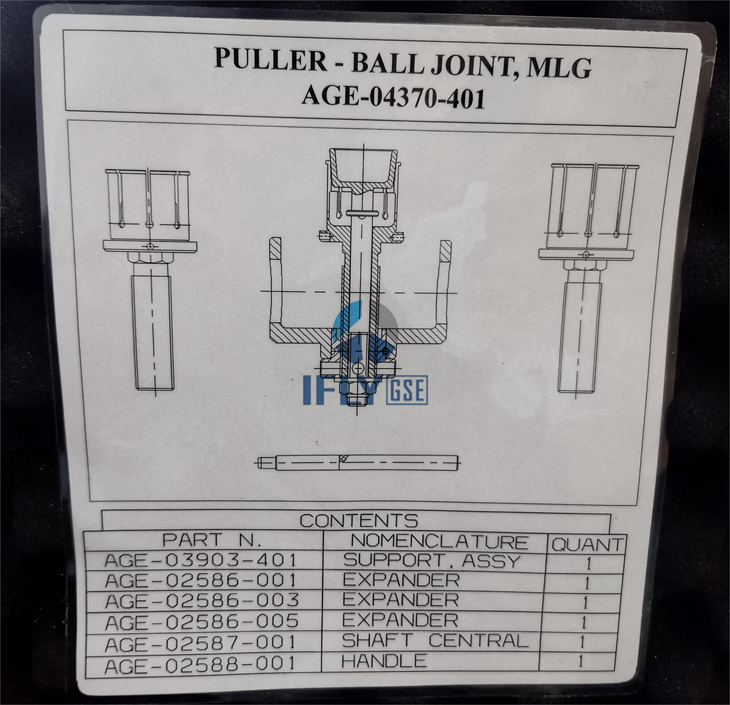 PULLER - BALL JOINT, MLG
AGE-04370-401
IFLY GSE
CONTENTS
PART N. NOMENCLATURE QUANT
AGE-03903-401 SUPPORT, ASSY 1
AGE-02586-001 EXPANDER 1
AGE-02586-003 EXPANDER 1
AGE-02586-005 EXPANDER 1
AGE-02587-001 SHAFT CENTRAL 1
AGE-02588-001 HANDLE 1